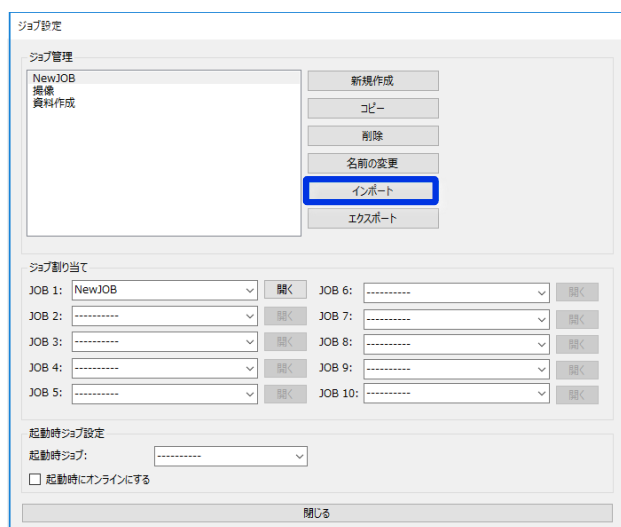 ジョブ設定
ジョブ管理
NewJOB
撮像
資料作成
新規作成
コピー
削除
名前の変更
インポート
エクスポート
ジョブ割り当て
JOB 1: NewJOB 開く
JOB 2: ---------- 開く
JOB 3: ---------- 開く
JOB 4: ---------- 開く
JOB 5: ---------- 開く
JOB 6: ---------- 開く
JOB 7: ---------- 開く
JOB 8: ---------- 開く
JOB 9: ---------- 開く
JOB 10: ---------- 開く
起動時ジョブ設定
起動時ジョブ: ----------
起動時にオンラインにする
閉じる